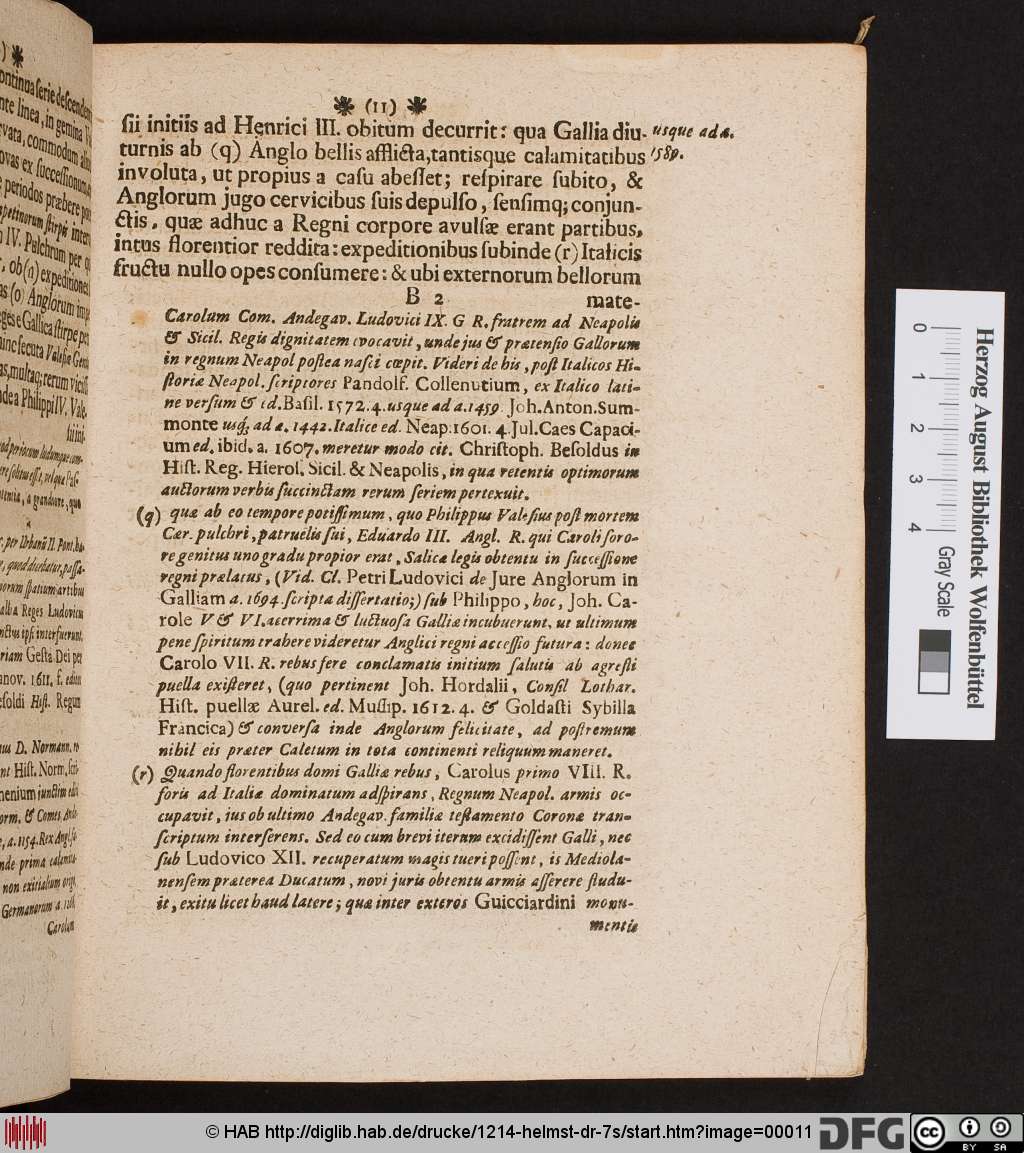 ❋ (11) ❋
sii initiis ad Henrici III. obitum decurrit: qua Gallia diu- usque ad a.
turnis ab (q) Anglo bellis afflicta, tantisque calamitatibus 1589.
involuta, ut propius a casu abesset; respirare subito, &
Anglorum jugo cervicibus suis depulso, sensimq; conjun-
ctis, quæ adhuc a Regni corpore avulsæ erant partibus,
intus florentior reddita: expeditionibus subinde (r) Italicis
fructu nullo opes consumere: & ubi externorum bellorum
B 2 mate-
Carolum Com. Andegav. Ludovici IX. G R. fratrem ad Neapolis
& Sicil. Regis dignitatem evocavit, unde jus & prætensio Gallorum
in regnum Neapol postea nasci cœpit. Videri de his, post Italicos Hi-
storiæ Neapol. scriptores Pandolf. Collenutium, ex Italico lati-
ne versum & ed. Basil. 1572. 4. usque ad a. 1459. Joh. Anton. Sum-
monte usq; ad a. 1442. Italice ed. Neap. 1601. 4. Jul. Caes Capaci-
um ed. ibid. a. 1607. meretur modo cit. Christoph. Besoldus in
Hist. Reg. Hierol. Sicil. & Neapolis, in qua retentis optimorum
auctorum verbis succinctam rerum seriem pertexuit.
(q) quæ ab eo tempore potissimum, quo Philippus Valesius post mortem
Cær. pulchri, patruelis sui, Eduardo III. Angl. R. qui Caroli soro-
re genitus uno gradu propior erat, Salicæ legis obtentu in successione
regni prælatus, (Vid. Cl. Petri Ludovici de Jure Anglorum in
Galliam a. 1694. scripta dissertatio;) sub Philippo, hoc, Joh. Ca-
role V & VI. acerrima & luctuosa Galliæ incubuerunt, ut ultimum
pene spiritum trahere videretur Anglici regni accessio futura: donec
Carolo VII. R. rebus fere conclamatis initium salutis ab agresti
puella existeret, (quo pertinent Joh. Hordalii, Consil Lothar.
Hist. puellæ Aurel. ed. Mussip. 1612. 4. & Goldasti Sybilla
Francica) & conversa inde Anglorum felicitate, ad postremum
nihil eis præter Caletum in tota continenti reliquum maneret.
(r) Quando florentibus domi Galliæ rebus, Carolus primo VIII. R.
foris ad Italiæ dominatum adspirans, Regnum Neapol. armis oc-
cupavit, ius ob ultimo Andegav. familiæ testamento Coronæ tran-
scriptum interserens. Sed eo cum brevi iterum excidissent Galli, nec
sub Ludovico XII. recuperatum magis tueri possent, is Mediola-
nensem præterea Ducatum, novi juris obtentu armis asserere studu-
it, exitu licet haud latere; quæ inter exteros Guicciardini monu-
mentis
Herzog August Bibliothek Wolfenbüttel
0 1 2 3 4 Gray Scale
© HAB http://diglib.hab.de/drucke/1214-helmst-dr-7s/start.htm?image=00011
DFG
cc BY SA